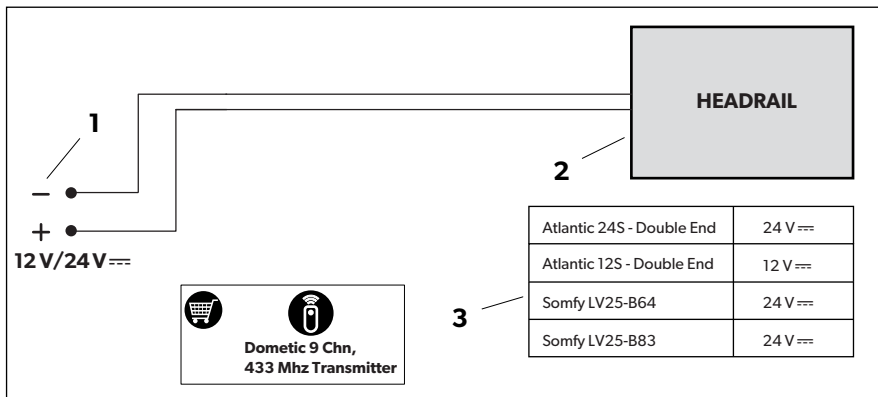 HEADRAIL
1
2
−
+
12 V/24 V⎓
Atlantic 24S - Double End 24 V⎓
Atlantic 12S - Double End 12 V⎓
3
Somfy LV25-B64 24 V⎓
Somfy LV25-B83 24 V⎓
Dometic 9 Chn,
433 Mhz Transmitter